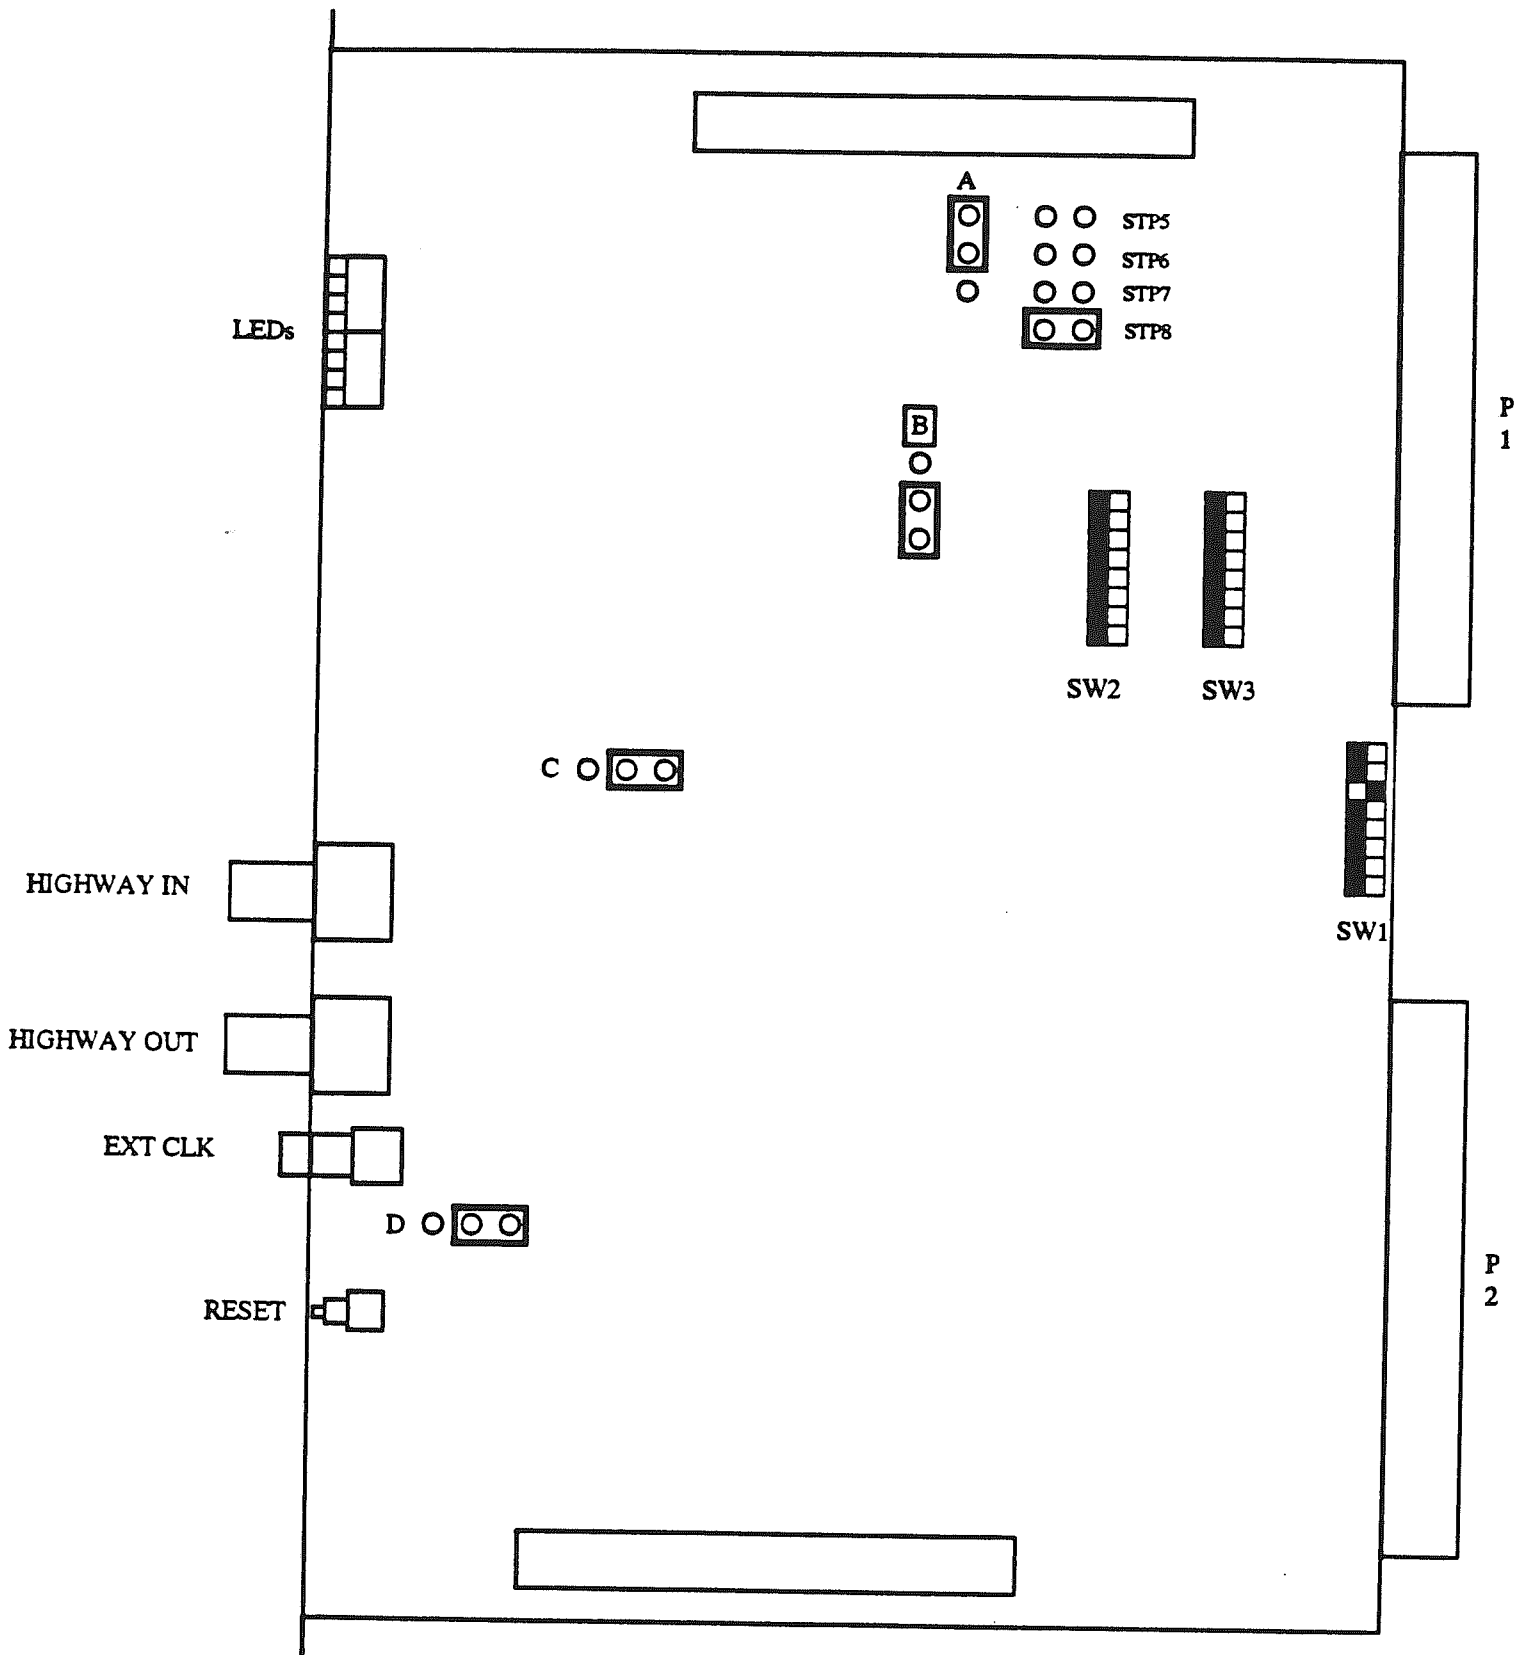 A
STP5
STP6
STP7
STP8
LEDs
B
P
1
SW2
SW3
C
HIGHWAY IN
SW1
HIGHWAY OUT
EXT CLK
D
P
2
RESET